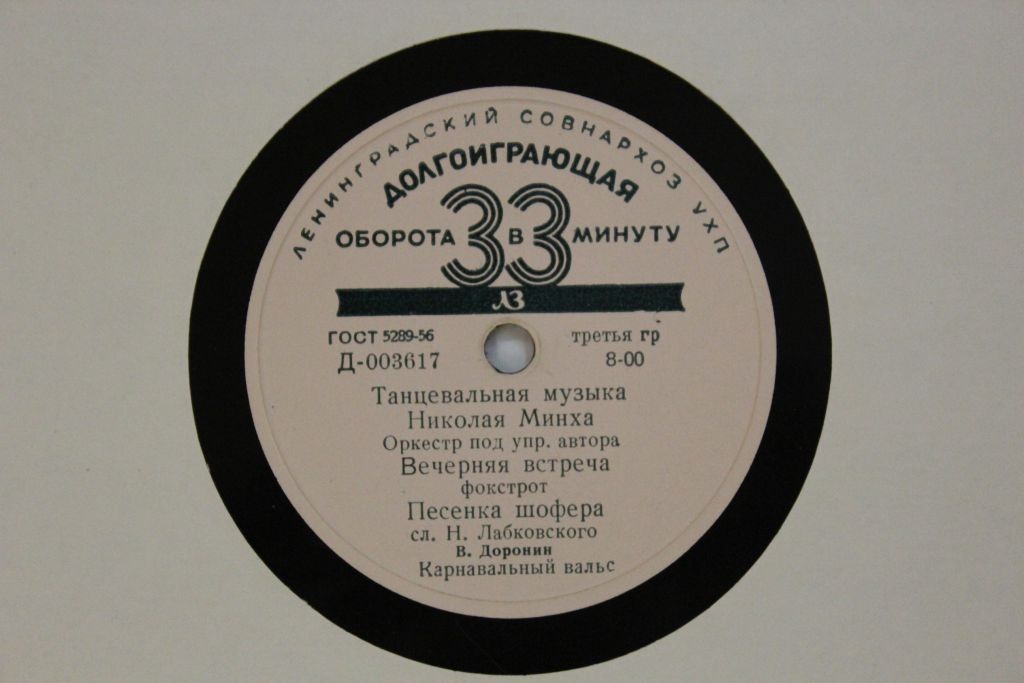 ЛЕНИНГРАДСКИЙ СОВНАРХОЗ УХП
ДОЛГОИГРАЮЩАЯ
ОБОРОТА 33 В МИНУТУ
ЛЗ
ГОСТ 5289-56 третья гр
Д-003617 8-00
Танцевальная музыка
Николая Минха
Оркестр под упр. автора
Вечерняя встреча
фокстрот
Песенка шофера
сл. Н. Лабковского
В. Доронин
Карнавальный вальс